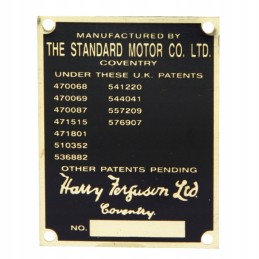 MANUFACTURED BY
THE STANDARD MOTOR CO. LTD.
COVENTRY
UNDER THESE U.K. PATENTS
470068 541220
470069 544041
470087 557209
471515 576907
471801
510352
536882
OTHER PATENTS PENDING
Harry Ferguson Ltd
Coventry.
NO.